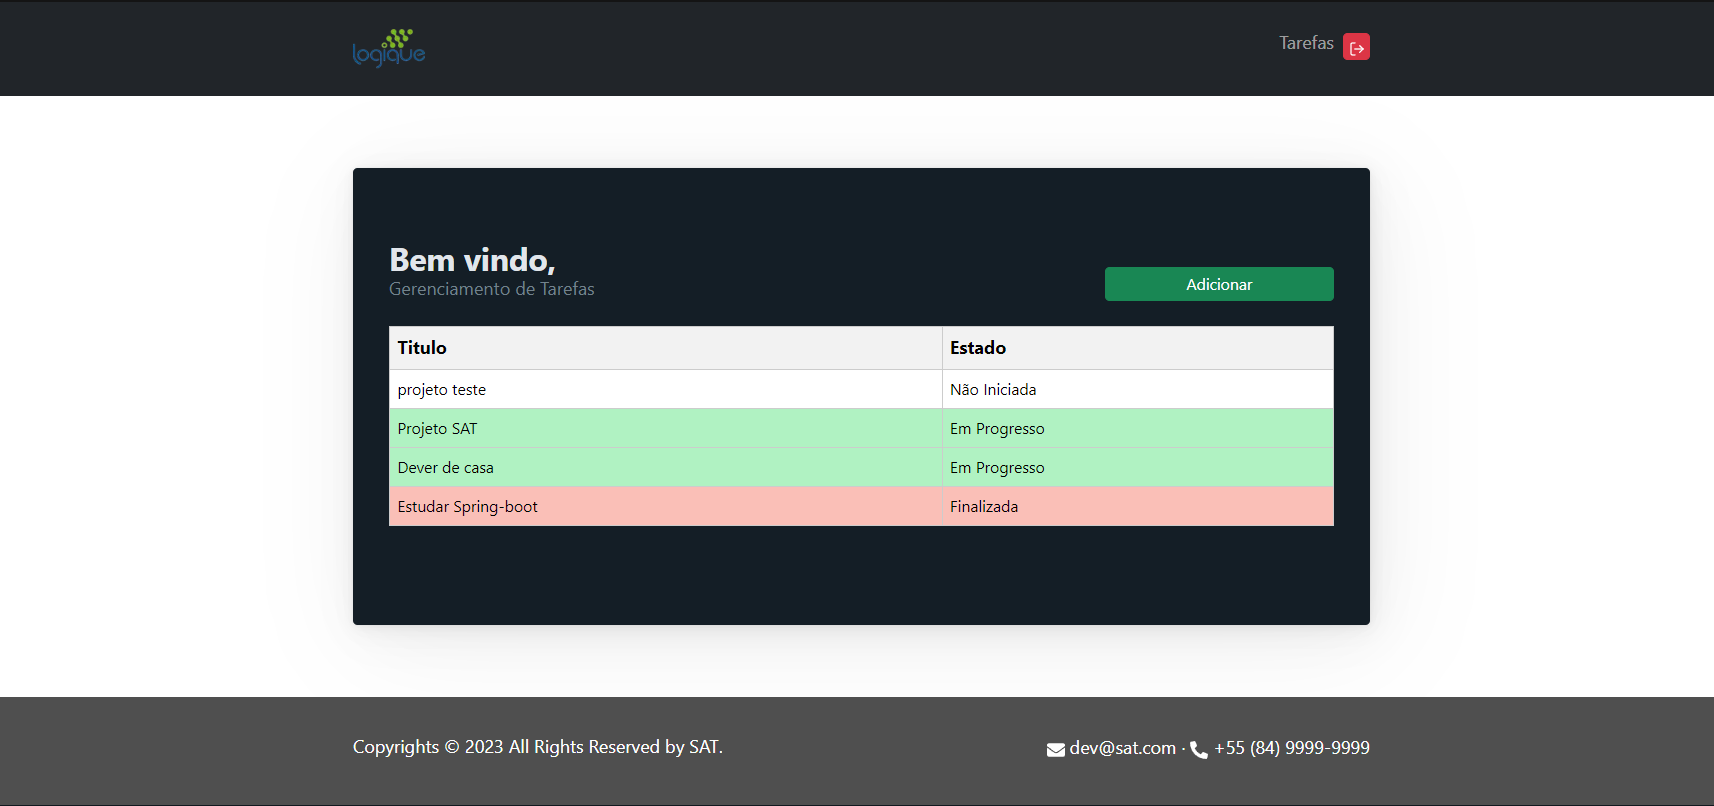 logique
Tarefas
Bem vindo,
Gerenciamento de Tarefas
Adicionar
Titulo Estado
projeto teste Não Iniciada
Projeto SAT Em Progresso
Dever de casa Em Progresso
Estudar Spring-boot Finalizada
Copyrights © 2023 All Rights Reserved by SAT.
dev@sat.com · +55 (84) 9999-9999